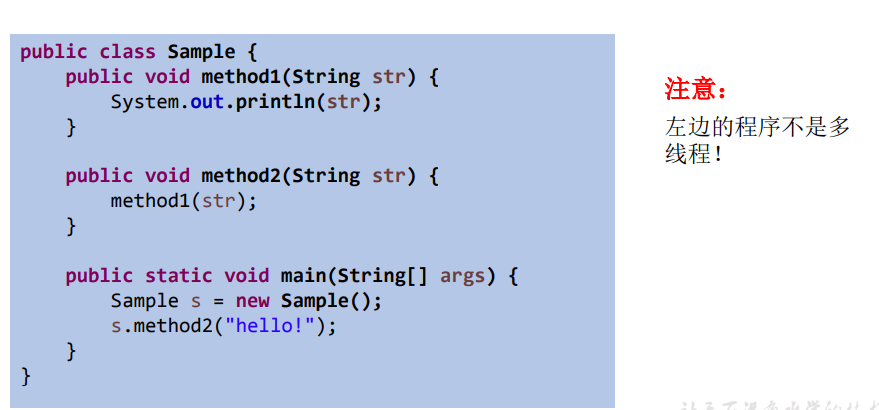 public class Sample {
    public void method1(String str) {
        System.out.println(str);
    }

    public void method2(String str) {
        method1(str);
    }

    public static void main(String[] args) {
        Sample s = new Sample();
        s.method2("hello!");
    }
}
注意：
左边的程序不是多
线程！